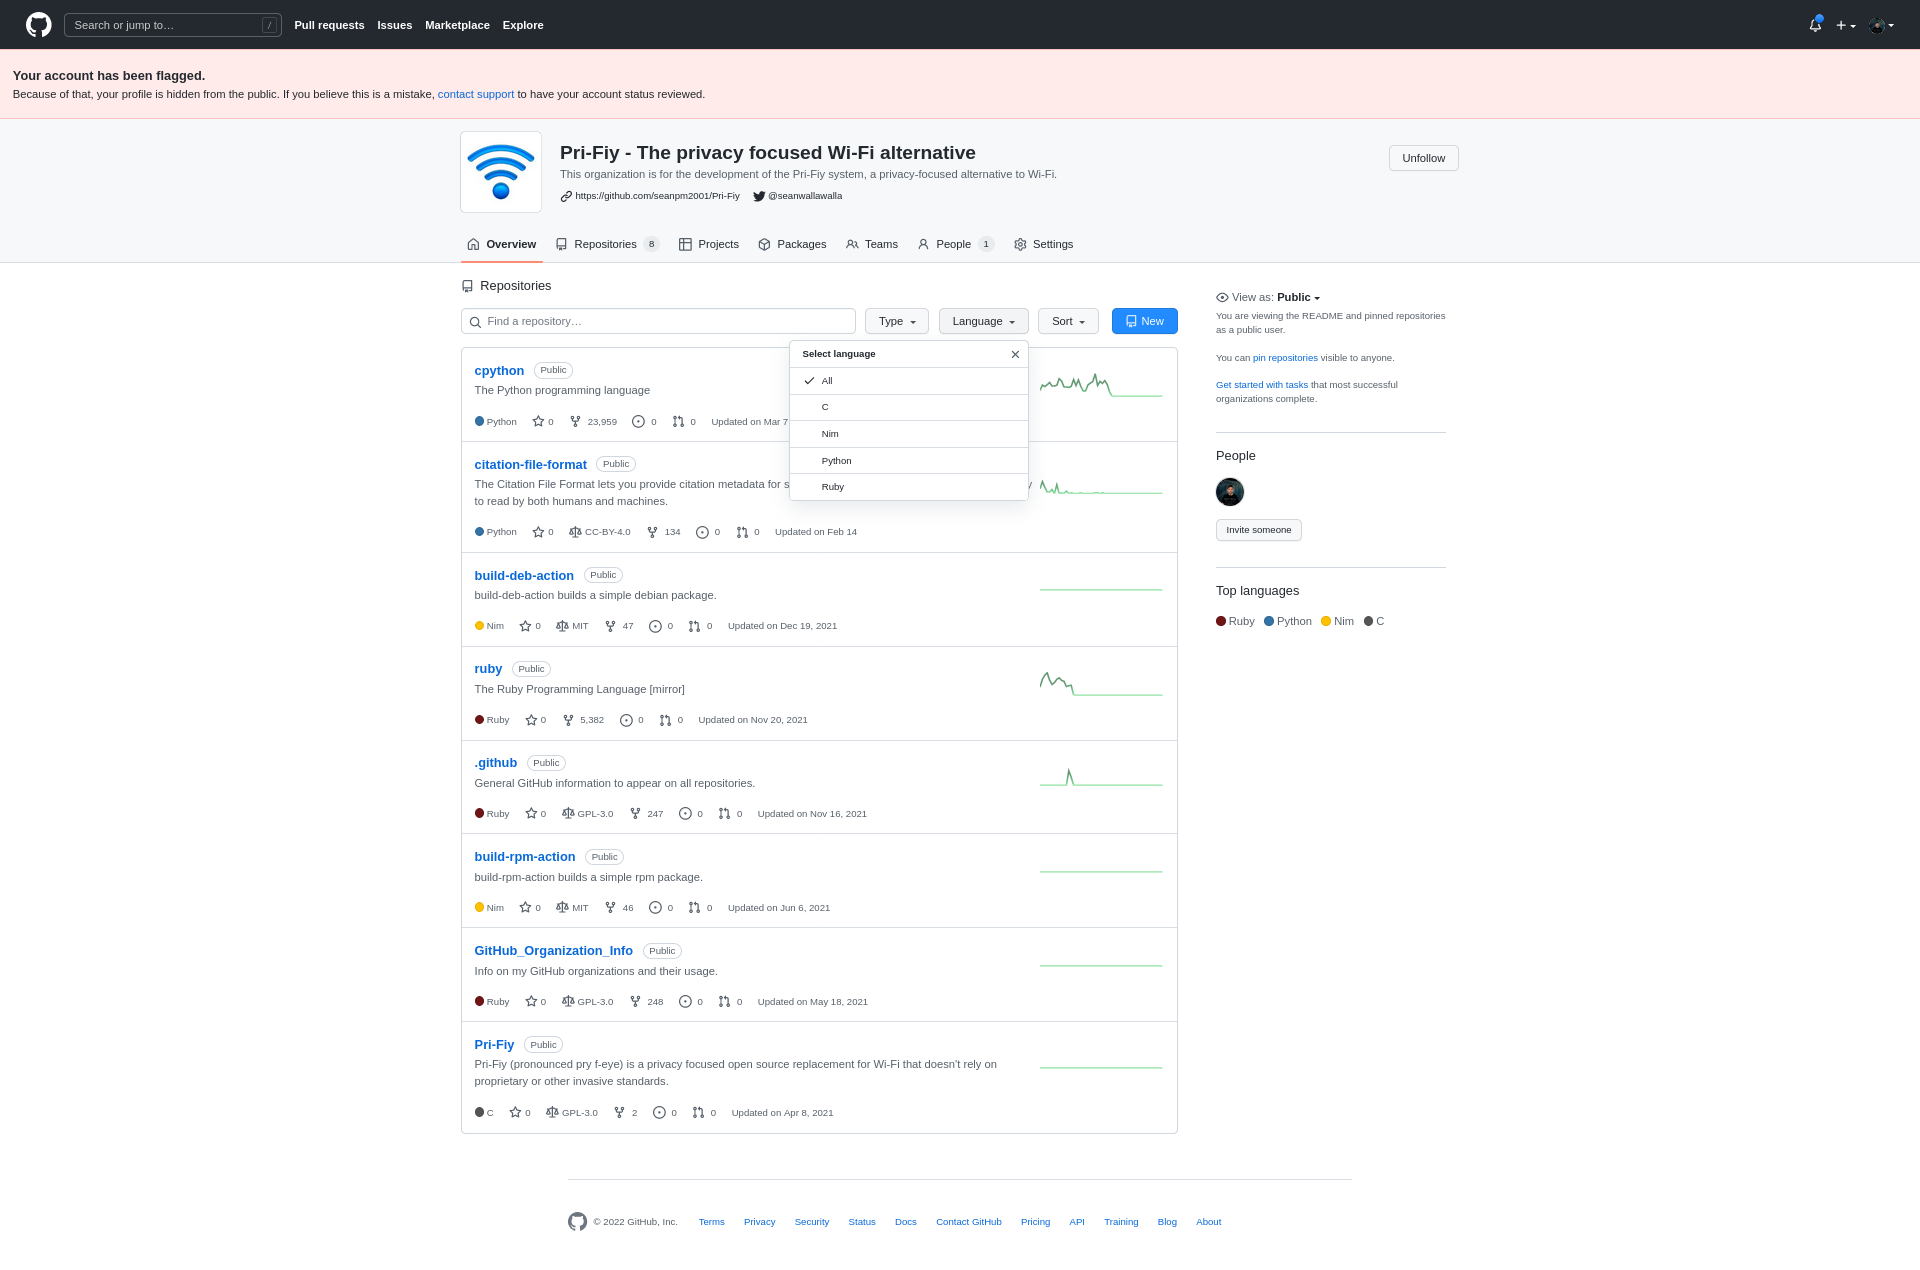 Search or jump to… /
Pull requests Issues Marketplace Explore
Your account has been flagged.
Because of that, your profile is hidden from the public. If you believe this is a mistake, contact support to have your account status reviewed.
Pri-Fiy - The privacy focused Wi-Fi alternative
This organization is for the development of the Pri-Fiy system, a privacy-focused alternative to Wi-Fi.
https://github.com/seanpm2001/Pri-Fiy @seanwallawalla
Unfollow
Overview Repositories 8 Projects Packages Teams People 1 Settings
Repositories
Find a repository… Type Language Sort New
Select language
All
C
Nim
Python
Ruby
cpython Public
The Python programming language
Python 0 23,959 0 0 Updated on Mar 7
citation-file-format Public
The Citation File Format lets you provide citation metadata for s y
to read by both humans and machines.
Python 0 CC-BY-4.0 134 0 0 Updated on Feb 14
build-deb-action Public
build-deb-action builds a simple debian package.
Nim 0 MIT 47 0 0 Updated on Dec 19, 2021
ruby Public
The Ruby Programming Language [mirror]
Ruby 0 5,382 0 0 Updated on Nov 20, 2021
.github Public
General GitHub information to appear on all repositories.
Ruby 0 GPL-3.0 247 0 0 Updated on Nov 16, 2021
build-rpm-action Public
build-rpm-action builds a simple rpm package.
Nim 0 MIT 46 0 0 Updated on Jun 6, 2021
GitHub_Organization_Info Public
Info on my GitHub organizations and their usage.
Ruby 0 GPL-3.0 248 0 0 Updated on May 18, 2021
Pri-Fiy Public
Pri-Fiy (pronounced pry f-eye) is a privacy focused open source replacement for Wi-Fi that doesn't rely on
proprietary or other invasive standards.
C 0 GPL-3.0 2 0 0 Updated on Apr 8, 2021
View as: Public
You are viewing the README and pinned repositories
as a public user.
You can pin repositories visible to anyone.
Get started with tasks that most successful
organizations complete.
People
Invite someone
Top languages
Ruby Python Nim C
© 2022 GitHub, Inc. Terms Privacy Security Status Docs Contact GitHub Pricing API Training Blog About